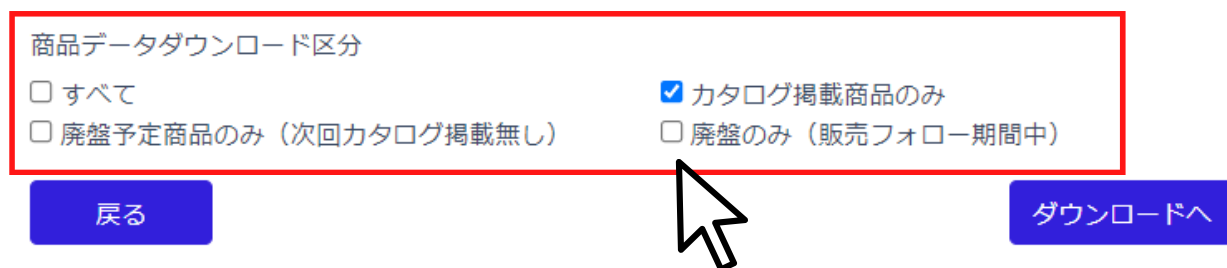 商品データダウンロード区分
すべて
カタログ掲載商品のみ
廃盤予定商品のみ（次回カタログ掲載無し）
廃盤のみ（販売フォロー期間中）
戻る
ダウンロードへ